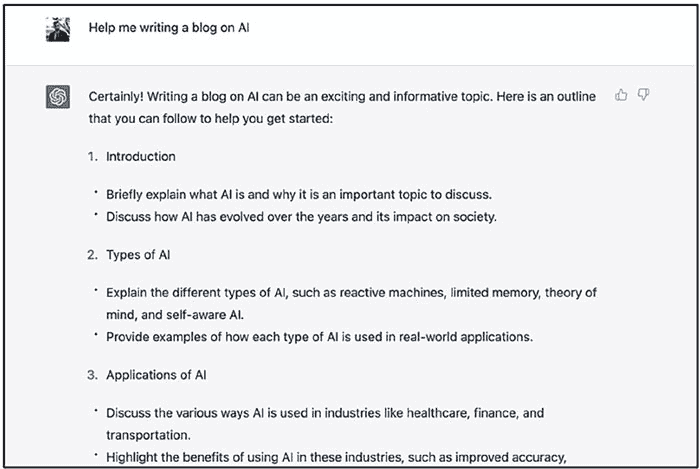 Help me writing a blog on AI
Certainly! Writing a blog on AI can be an exciting and informative topic. Here is an outline
that you can follow to help you get started:
1. Introduction
• Briefly explain what AI is and why it is an important topic to discuss.
• Discuss how AI has evolved over the years and its impact on society.
2. Types of AI
• Explain the different types of AI, such as reactive machines, limited memory, theory of
mind, and self-aware AI.
• Provide examples of how each type of AI is used in real-world applications.
3. Applications of AI
• Discuss the various ways AI is used in industries like healthcare, finance, and
transportation.
• Highlight the benefits of using AI in these industries, such as improved accuracy,